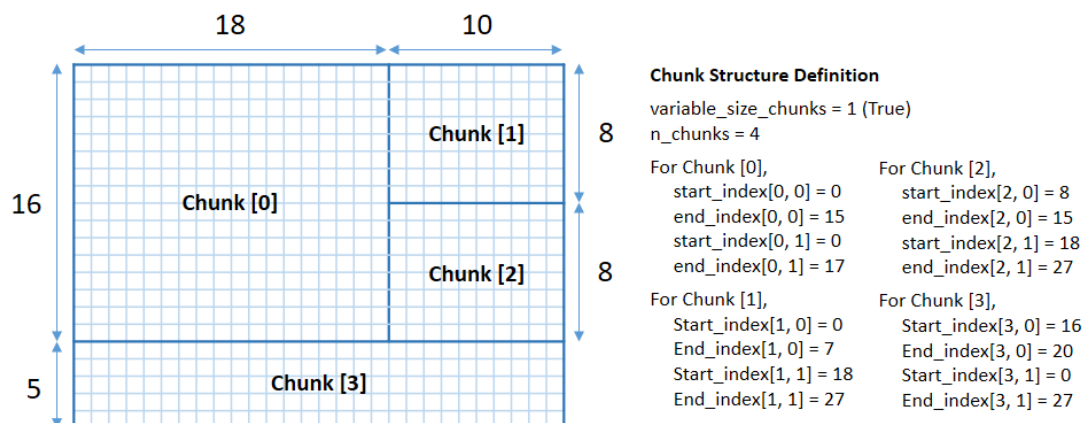 18
10
Chunk [1]
8
16
Chunk [0]
Chunk [2]
8
5
Chunk [3]
Chunk Structure Definition
variable_size_chunks = 1 (True)
n_chunks = 4
For Chunk [0],
start_index[0, 0] = 0
end_index[0, 0] = 15
start_index[0, 1] = 0
end_index[0, 1] = 17
For Chunk [1],
Start_index[1, 0] = 0
End_index[1, 0] = 7
Start_index[1, 1] = 18
End_index[1, 1] = 27
For Chunk [2],
start_index[2, 0] = 8
end_index[2, 0] = 15
start_index[2, 1] = 18
end_index[2, 1] = 27
For Chunk [3],
Start_index[3, 0] = 16
End_index[3, 0] = 20
Start_index[3, 1] = 0
End_index[3, 1] = 27